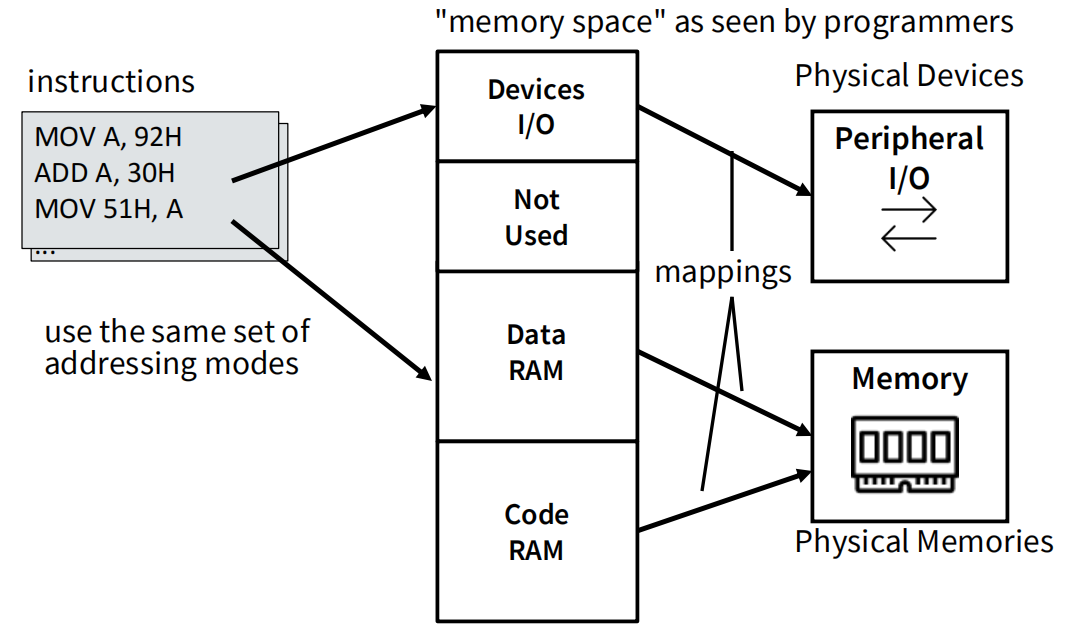 "memory space" as seen by programmers
instructions
MOV A, 92H
ADD A, 30H
MOV 51H, A
...
use the same set of
addressing modes
Devices
I/O
Not
Used
Data
RAM
Code
RAM
mappings
Physical Devices
Peripheral
I/O
Memory
Physical Memories